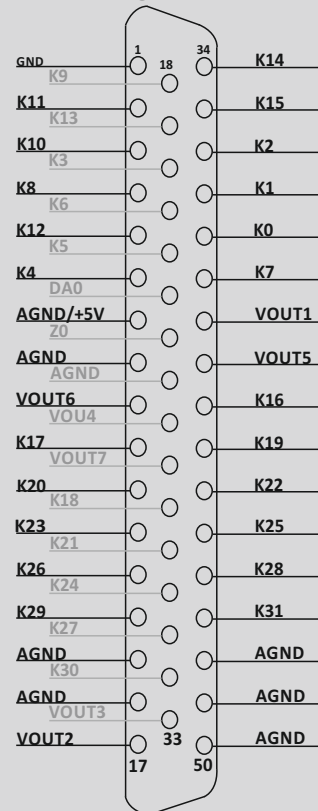 1 34
GND 18 K14
K9
K11 K15
K13
K10 K2
K3
K8 K1
K6
K12 K0
K5
K4 K7
DA0
AGND/+5V VOUT1
Z0
AGND VOUT5
AGND
VOUT6 K16
VOU4
K17 K19
VOUT7
K20 K22
K18
K23 K25
K21
K26 K28
K24
K29 K31
K27
AGND AGND
K30
AGND AGND
VOUT3
VOUT2 33 AGND
17 50